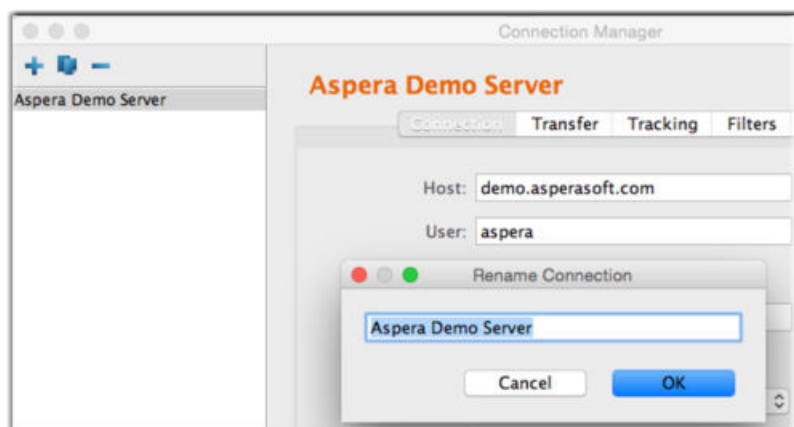 Connection Manager
Aspera Demo Server
Aspera Demo Server
Connection Transfer Tracking Filters
Host: demo.asperasoft.com
User: aspera
Rename Connection
Aspera Demo Server
Cancel OK